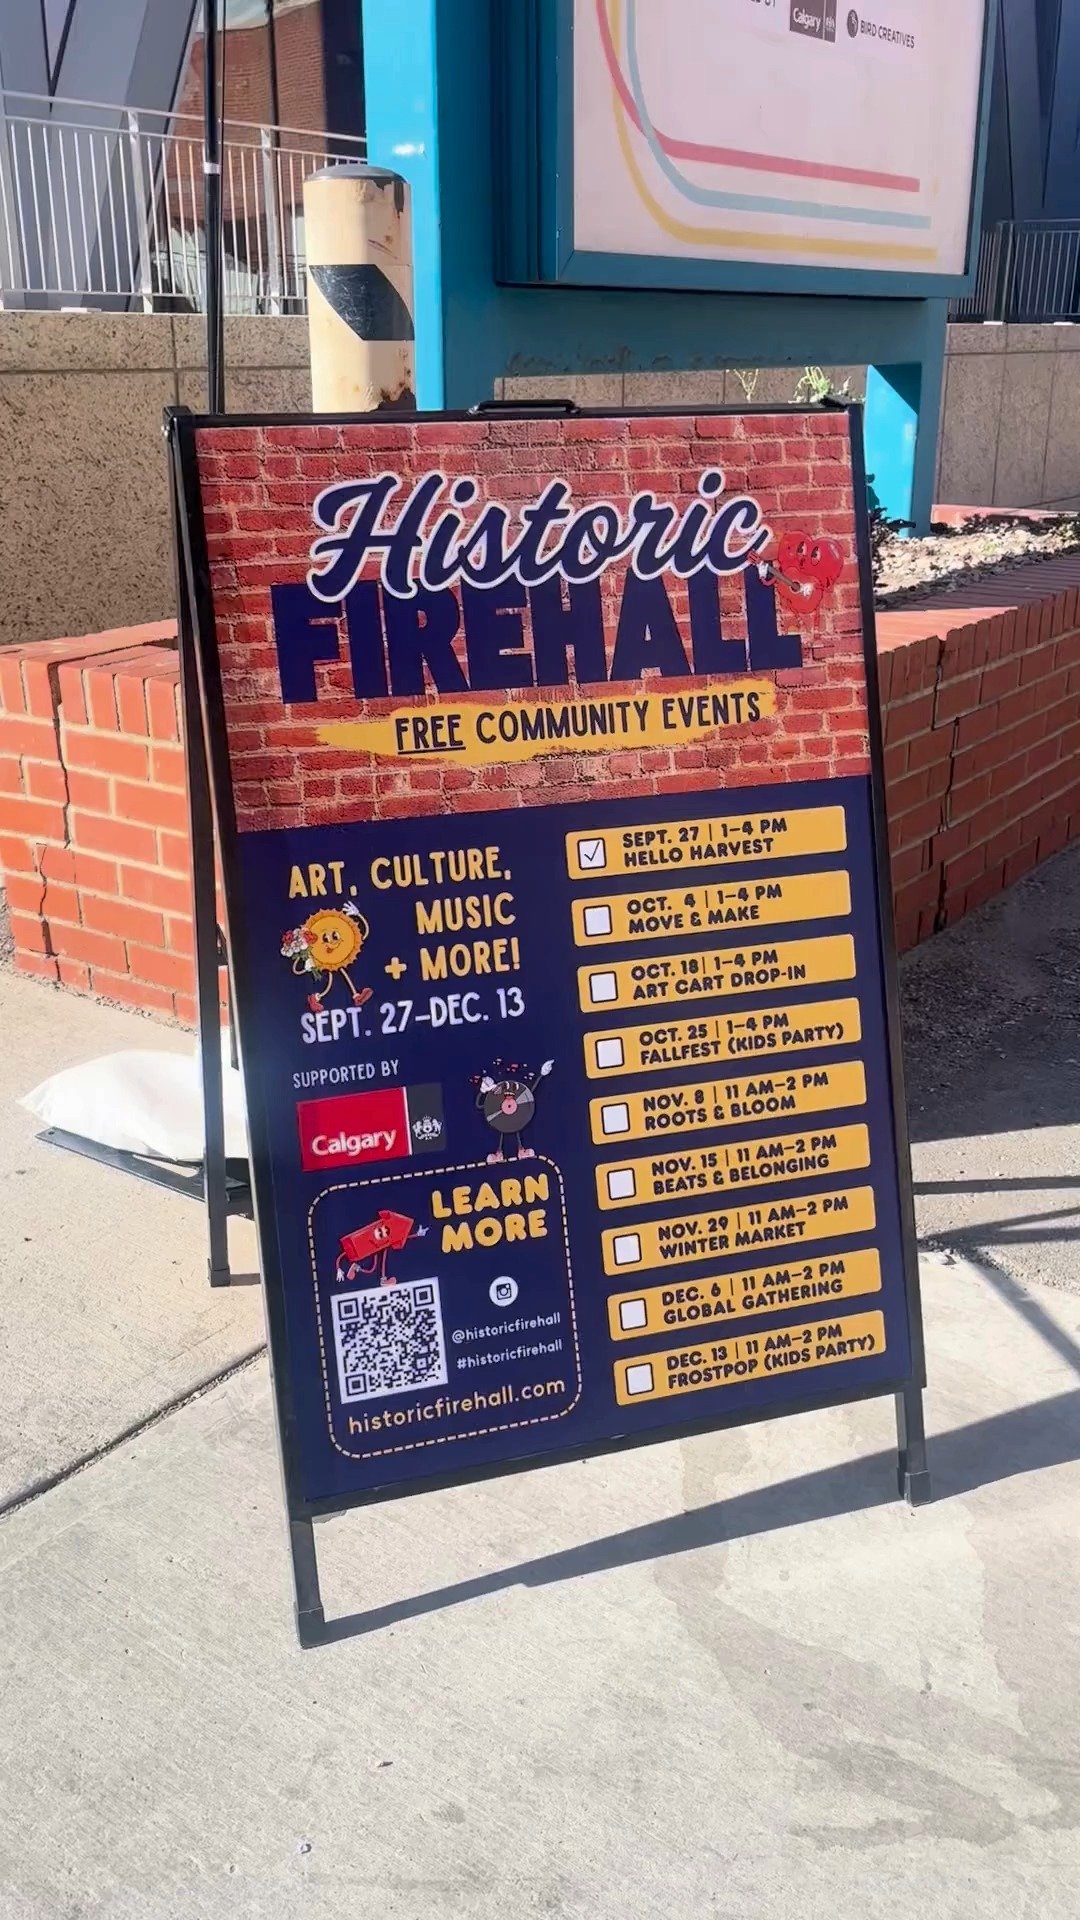 Calgary
BIRD CREATIVES
Historic
FIREHALL
FREE COMMUNITY EVENTS
ART, CULTURE,
MUSIC
+ MORE!
SEPT. 27–DEC. 13
SUPPORTED BY
Calgary
LEARN
MORE
@historicfirehall
#historicfirehall
historicfirehall.com
SEPT. 27 | 1–4 PM
HELLO HARVEST
OCT. 4 | 1–4 PM
MOVE & MAKE
OCT. 18 | 1–4 PM
ART CART DROP-IN
OCT. 25 | 1–4 PM
FALLFEST (KIDS PARTY)
NOV. 8 | 11 AM–2 PM
ROOTS & BLOOM
NOV. 15 | 11 AM–2 PM
BEATS & BELONGING
NOV. 29 | 11 AM–2 PM
WINTER MARKET
DEC. 6 | 11 AM–2 PM
GLOBAL GATHERING
DEC. 13 | 11 AM–2 PM
FROSTPOP (KIDS PARTY)